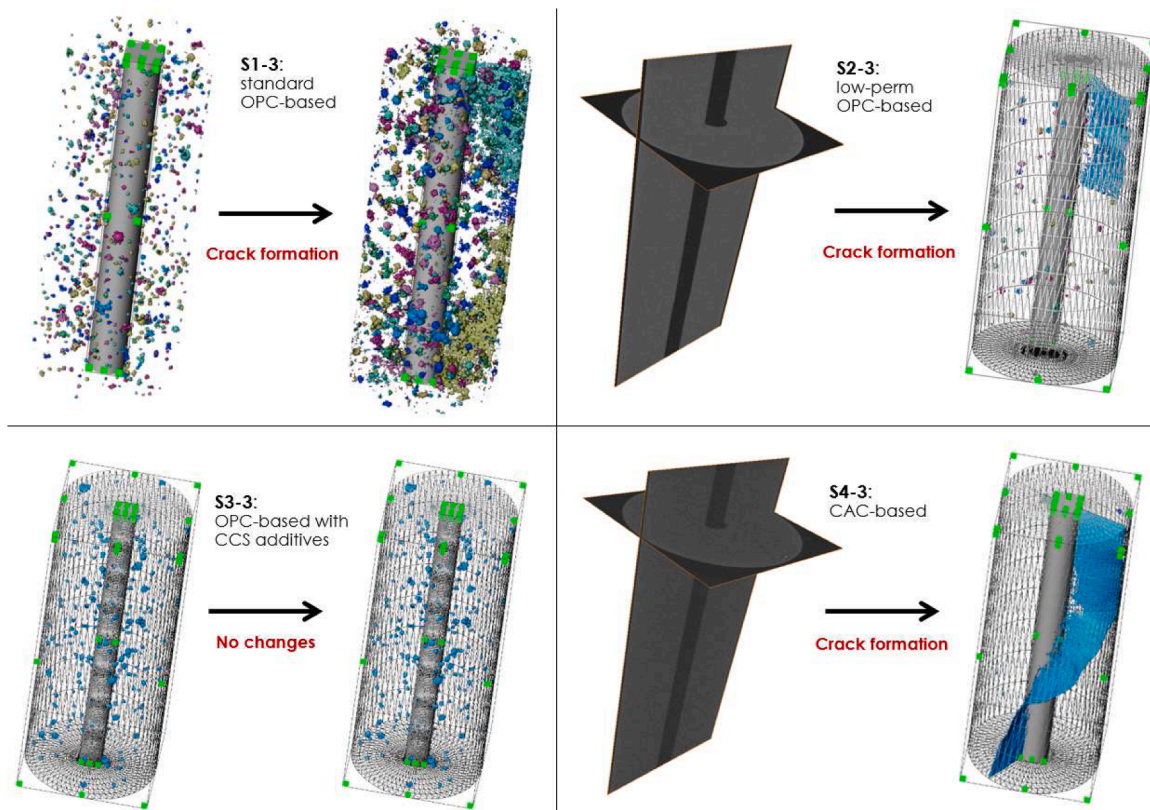 S1-3:
standard
OPC-based
Crack formation
S2-3:
low-perm
OPC-based
Crack formation
S3-3:
OPC-based with
CCS additives
No changes
S4-3:
CAC-based
Crack formation